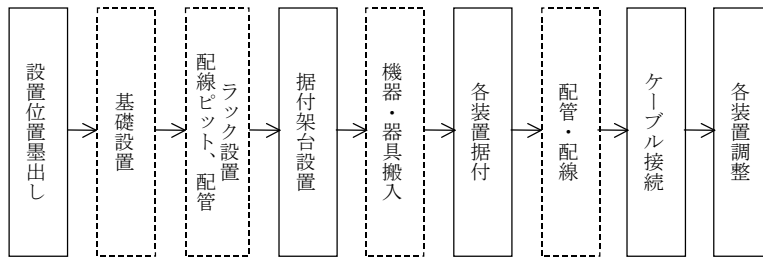 設置位置墨出し
基礎設置
ラック設置
配線ピット、配管
据付架台設置
機器・器具搬入
各装置据付
配管・配線
ケーブル接続
各装置調整